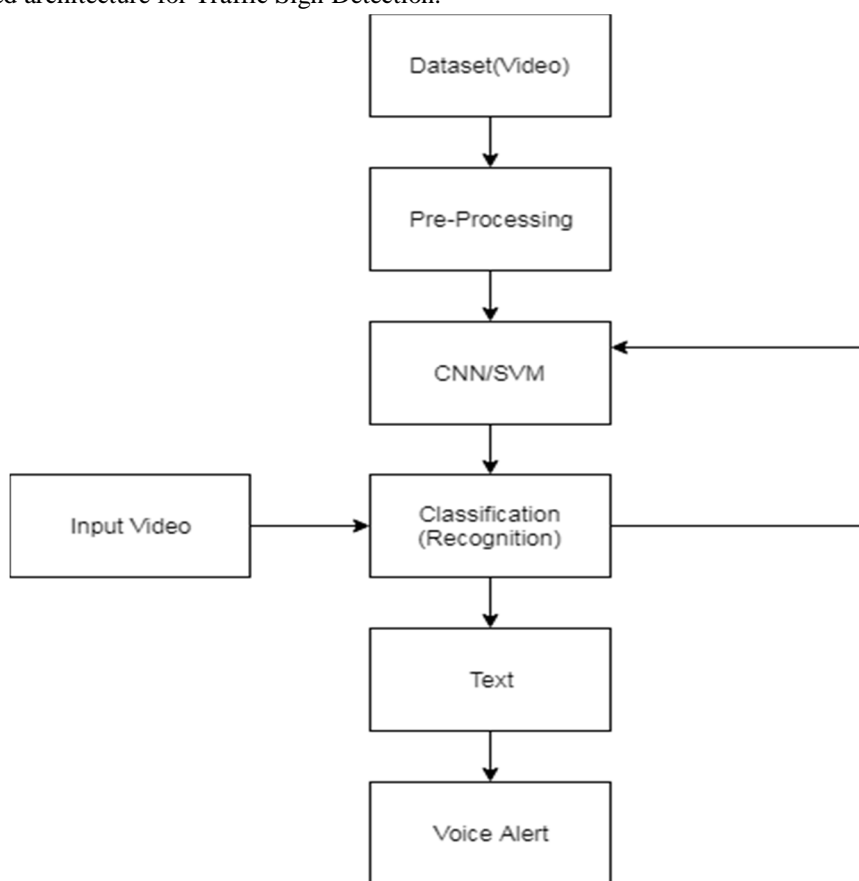 architecture for Traffic Sign Detection.
Dataset(Video)
Pre-Processing
CNN/SVM
Input Video
Classification
(Recognition)
Text
Voice Alert